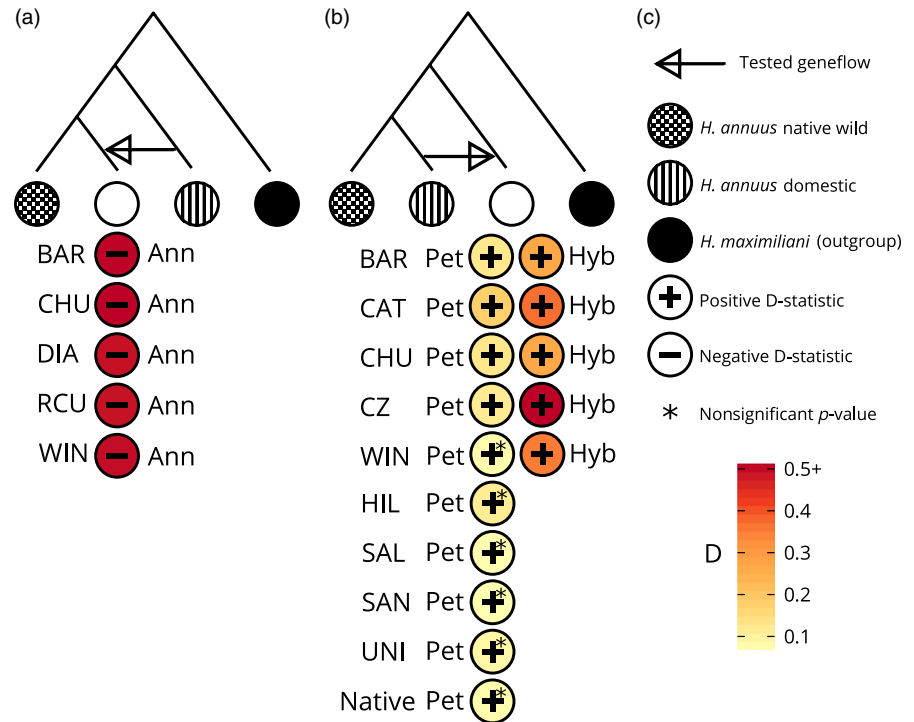 (a)
BAR Ann
CHU Ann
DIA Ann
RCU Ann
WIN Ann
(b)
BAR Pet Hyb
CAT Pet Hyb
CHU Pet Hyb
CZ Pet Hyb
WIN Pet * Hyb
HIL Pet *
SAL Pet *
SAN Pet *
UNI Pet *
Native Pet *
(c)
Tested geneflow
H. annuus native wild
H. annuus domestic
H. maximiliani (outgroup)
+ Positive D-statistic
− Negative D-statistic
* Nonsignificant p-value
D
0.5+
0.4
0.3
0.2
0.1